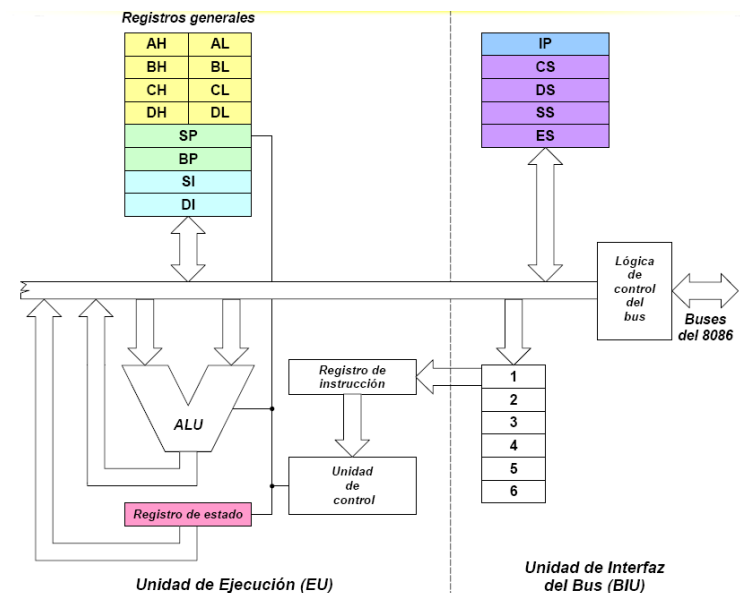 Registros generales
AH AL
BH BL
CH CL
DH DL
SP
BP
SI
DI
IP
CS
DS
SS
ES
Lógica
de
control
del
bus
Buses
del 8086
ALU
Registro de
instrucción
Unidad
de
control
Registro de estado
1
2
3
4
5
6
Unidad de Ejecución (EU)
Unidad de Interfaz
del Bus (BIU)